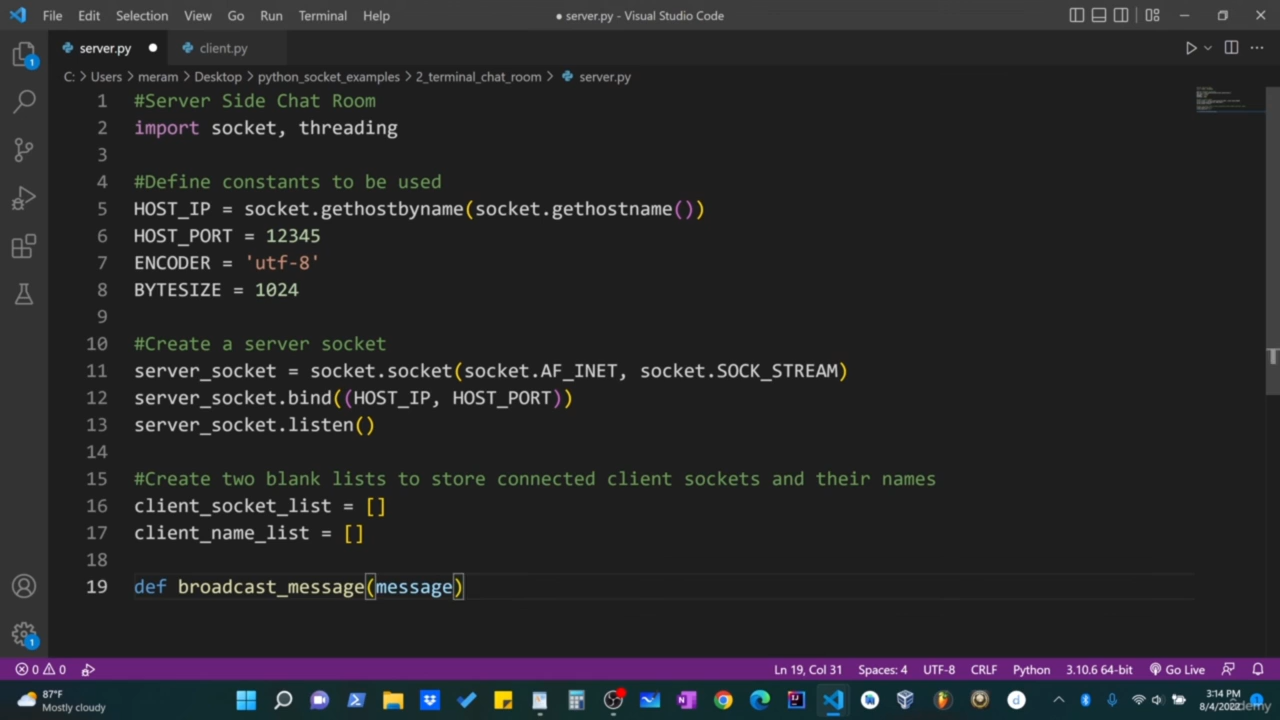 File Edit Selection View Go Run Terminal Help
● server.py - Visual Studio Code
server.py ● client.py
C: > Users > meram > Desktop > python_socket_examples > 2_terminal_chat_room > server.py
1 #Server Side Chat Room
2 import socket, threading
3
4 #Define constants to be used
5 HOST_IP = socket.gethostbyname(socket.gethostname())
6 HOST_PORT = 12345
7 ENCODER = 'utf-8'
8 BYTESIZE = 1024
9
10 #Create a server socket
11 server_socket = socket.socket(socket.AF_INET, socket.SOCK_STREAM)
12 server_socket.bind((HOST_IP, HOST_PORT))
13 server_socket.listen()
14
15 #Create two blank lists to store connected client sockets and their names
16 client_socket_list = []
17 client_name_list = []
18
19 def broadcast_message(message)
1
1
0 0 Ln 19, Col 31 Spaces: 4 UTF-8 CRLF Python 3.10.6 64-bit Go Live
87°F
Mostly cloudy
3:14 PM
8/4/2022